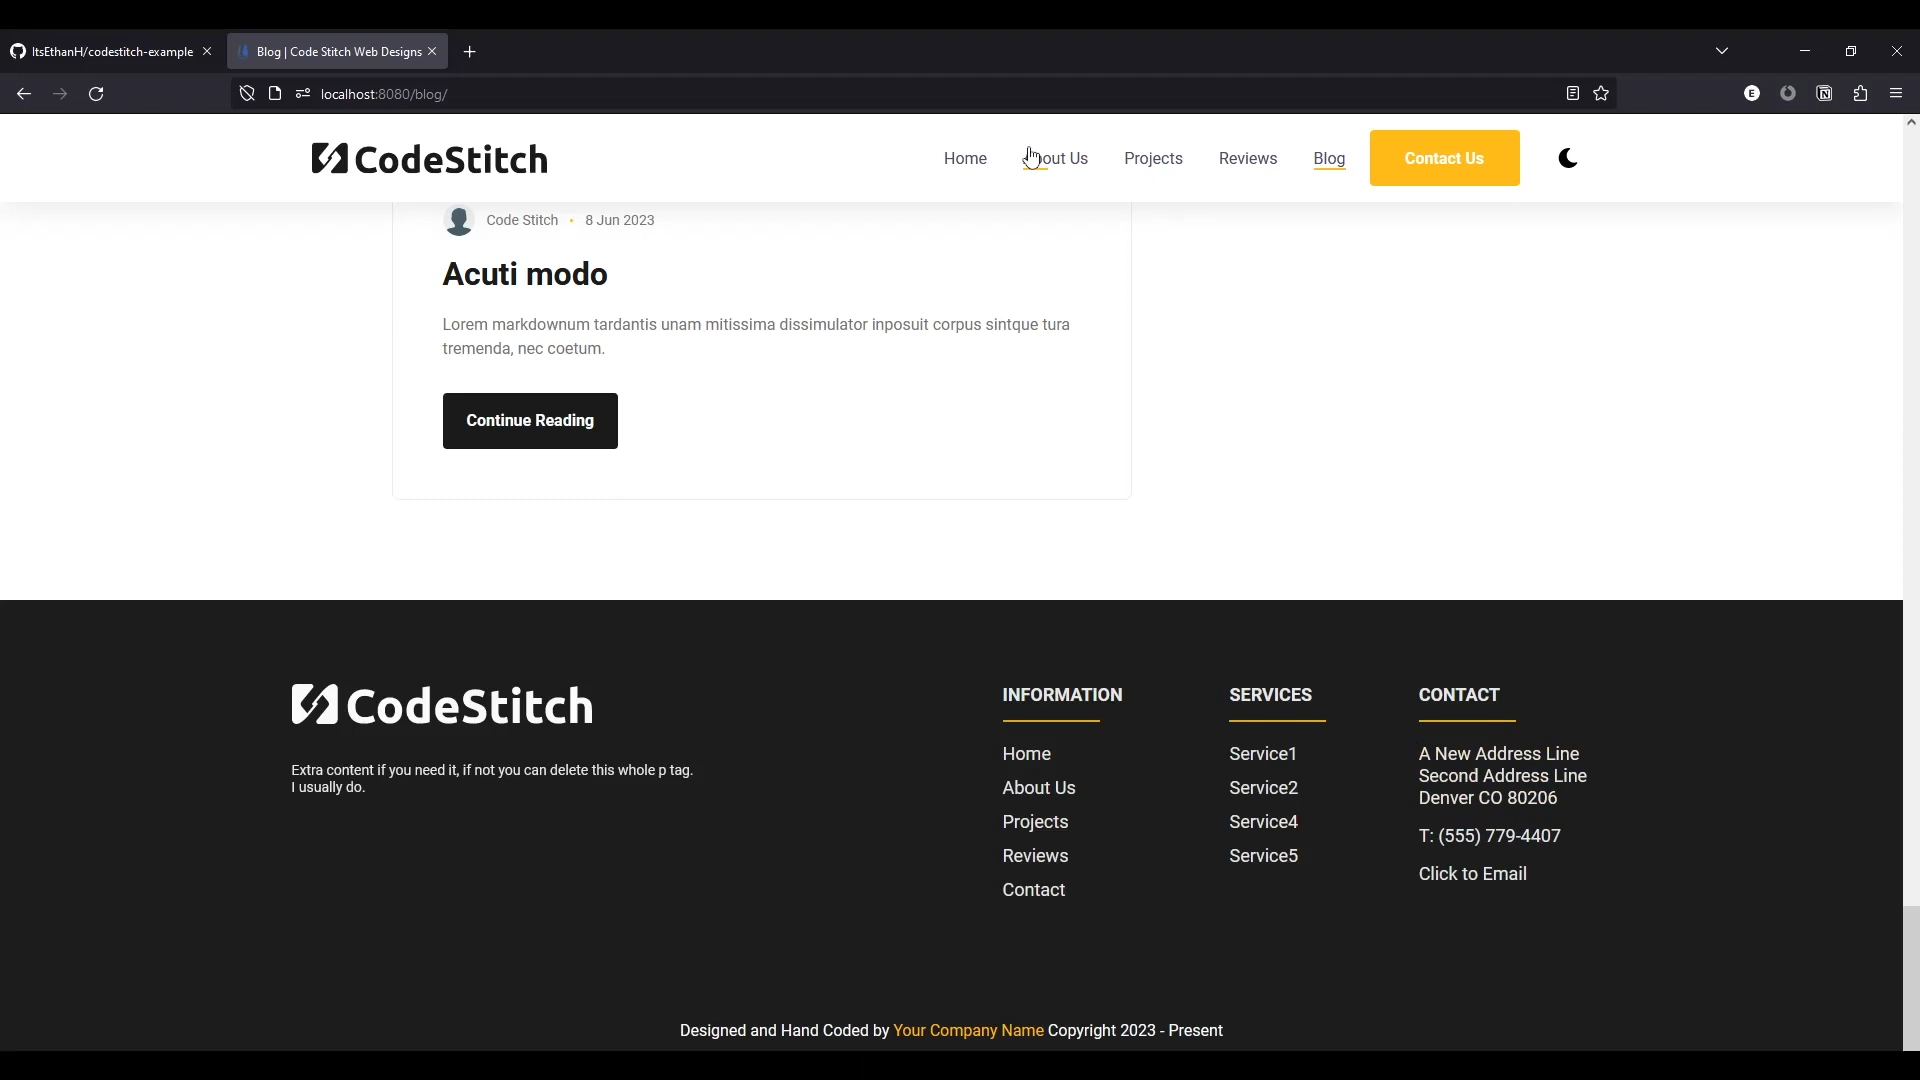 ItsEthanH/codestitch-example
Blog | Code Stitch Web Designs
localhost:8080/blog/
E
N
CodeStitch
Home
out Us
Projects
Reviews
Blog
Contact Us
Code Stitch • 8 Jun 2023
Acuti modo
Lorem markdownum tardantis unam mitissima dissimulator inposuit corpus sintque tura
tremenda, nec coetum.
Continue Reading
CodeStitch
Extra content if you need it, if not you can delete this whole p tag.
I usually do.
INFORMATION
Home
About Us
Projects
Reviews
Contact
SERVICES
Service1
Service2
Service4
Service5
CONTACT
A New Address Line
Second Address Line
Denver CO 80206
T: (555) 779-4407
Click to Email
Designed and Hand Coded by Your Company Name Copyright 2023 - Present